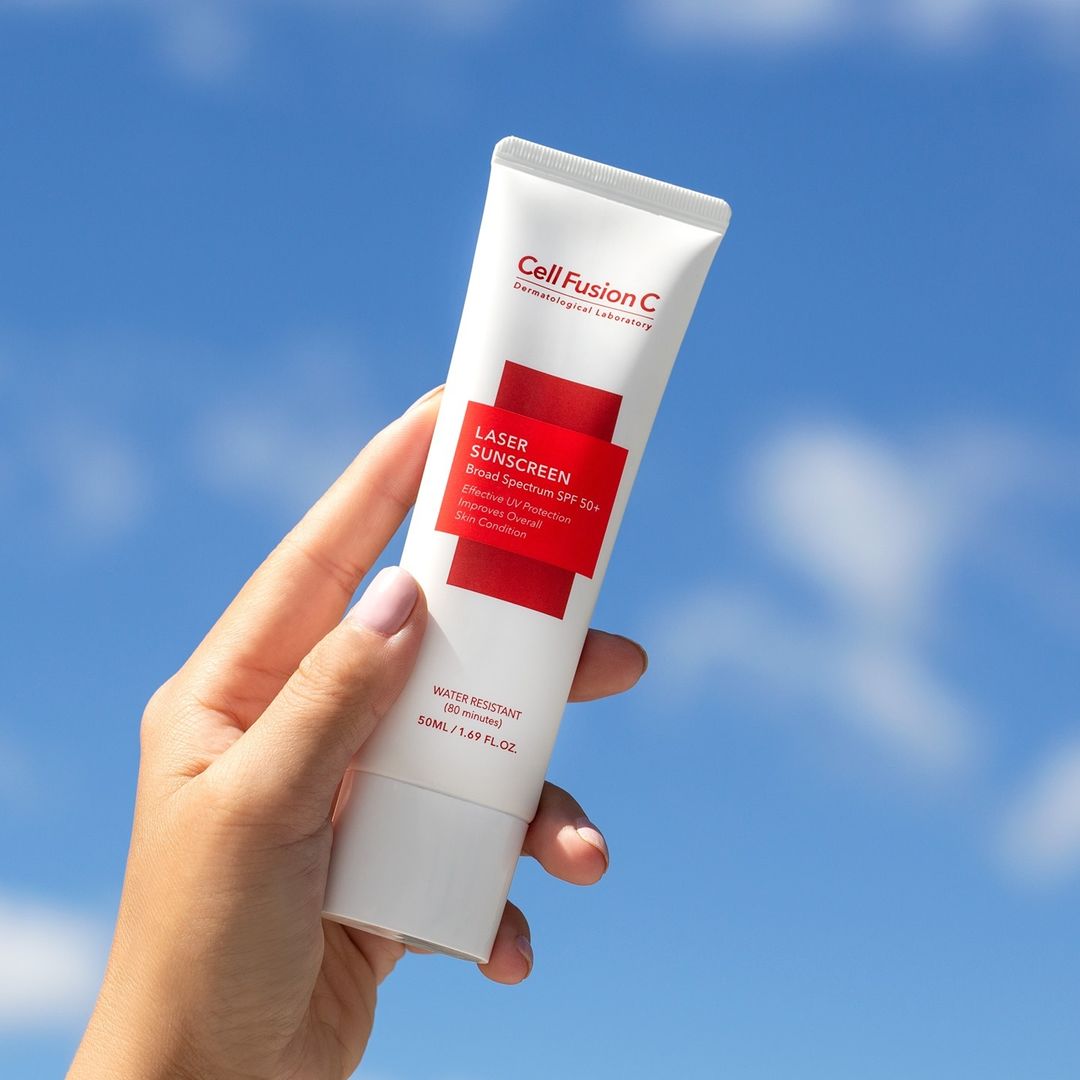 Cell Fusion C
Dermatological Laboratory
LASER
SUNSCREEN
Broad Spectrum SPF 50+
Effective UV Protection
Improves Overall
Skin Condition
WATER RESISTANT
(80 minutes)
50ML / 1.69 FL.OZ.